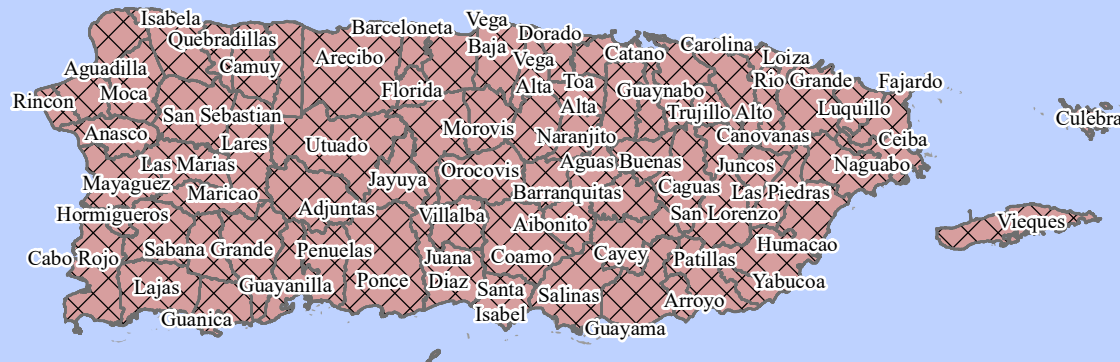 Isabela
Quebradillas
Camuy
Aguadilla
Moca
Rincon
San Sebastian
Anasco
Lares
Las Marias
Mayaguez
Maricao
Hormigueros
Cabo Rojo
Sabana Grande
Lajas
Guanica
Guayanilla
Barceloneta
Arecibo
Florida
Utuado
Jayuya
Adjuntas
Penuelas
Ponce
Vega
Baja
Dorado
Vega
Alta
Toa
Alta
Morovis
Naranjito
Orocovis
Barranquitas
Villalba
Aibonito
Juana
Diaz
Coamo
Santa
Isabel
Salinas
Catano
Carolina
Guaynabo
Trujillo Alto
Loiza
Rio Grande
Fajardo
Luquillo
Canovanas
Ceiba
Aguas Buenas
Juncos
Naguabo
Caguas
Las Piedras
San Lorenzo
Cayey
Patillas
Humacao
Yabucoa
Arroyo
Guayama
Culebra
Vieques